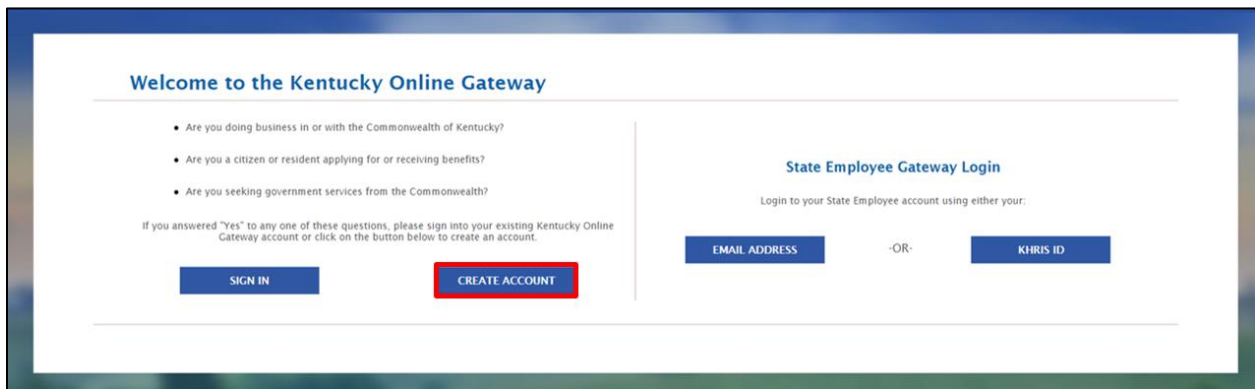 Welcome to the Kentucky Online Gateway
• Are you doing business in or with the Commonwealth of Kentucky?
• Are you a citizen or resident applying for or receiving benefits?
• Are you seeking government services from the Commonwealth?
If you answered "Yes" to any one of these questions, please sign into your existing Kentucky Online
Gateway account or click on the button below to create an account.
SIGN IN
CREATE ACCOUNT
State Employee Gateway Login
Login to your State Employee account using either your:
EMAIL ADDRESS
-OR-
KHRIS ID